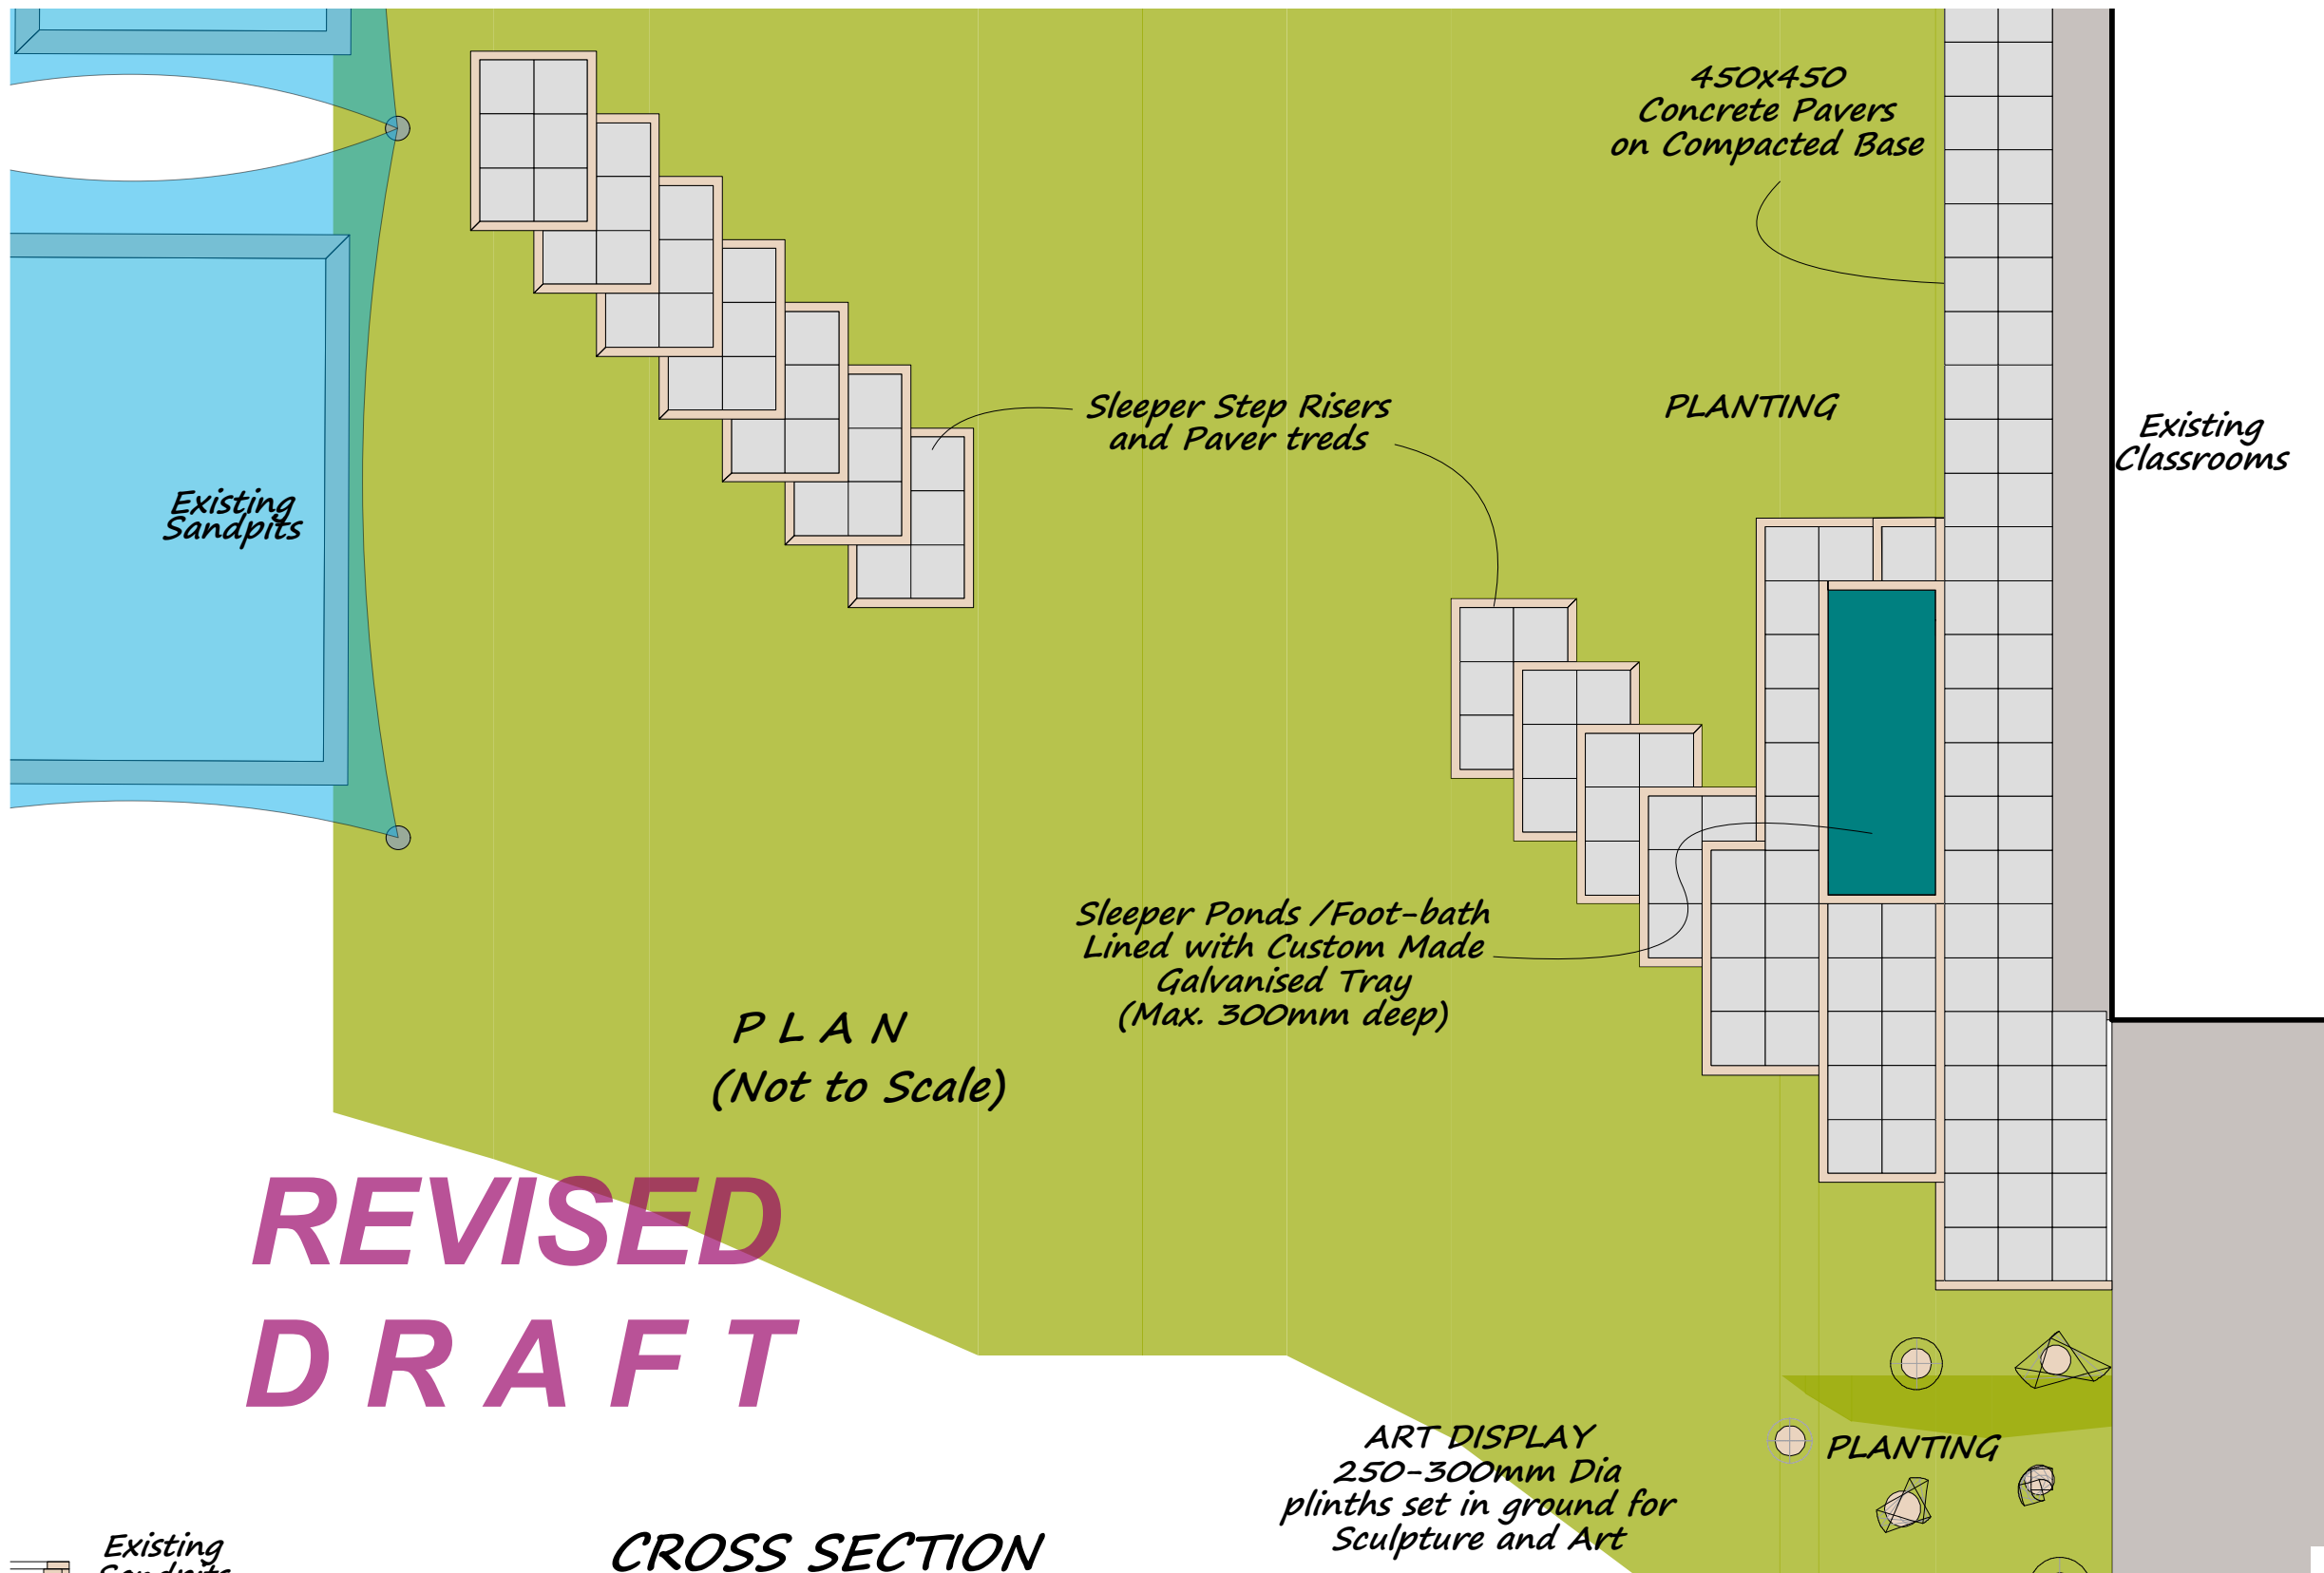 450x450
Concrete Pavers
on Compacted Base
Sleeper Step Risers
and Paver treds
PLANTING
Existing
Classrooms
Existing
Sandpits
Sleeper Ponds /Foot-bath
Lined with Custom Made
Galvanised Tray
(Max. 300mm deep)
PLAN
(Not to Scale)
REVISED
DRAFT
ART DISPLAY
250-300mm Dia
plinths set in ground for
Sculpture and Art
PLANTING
CROSS SECTION
Existing